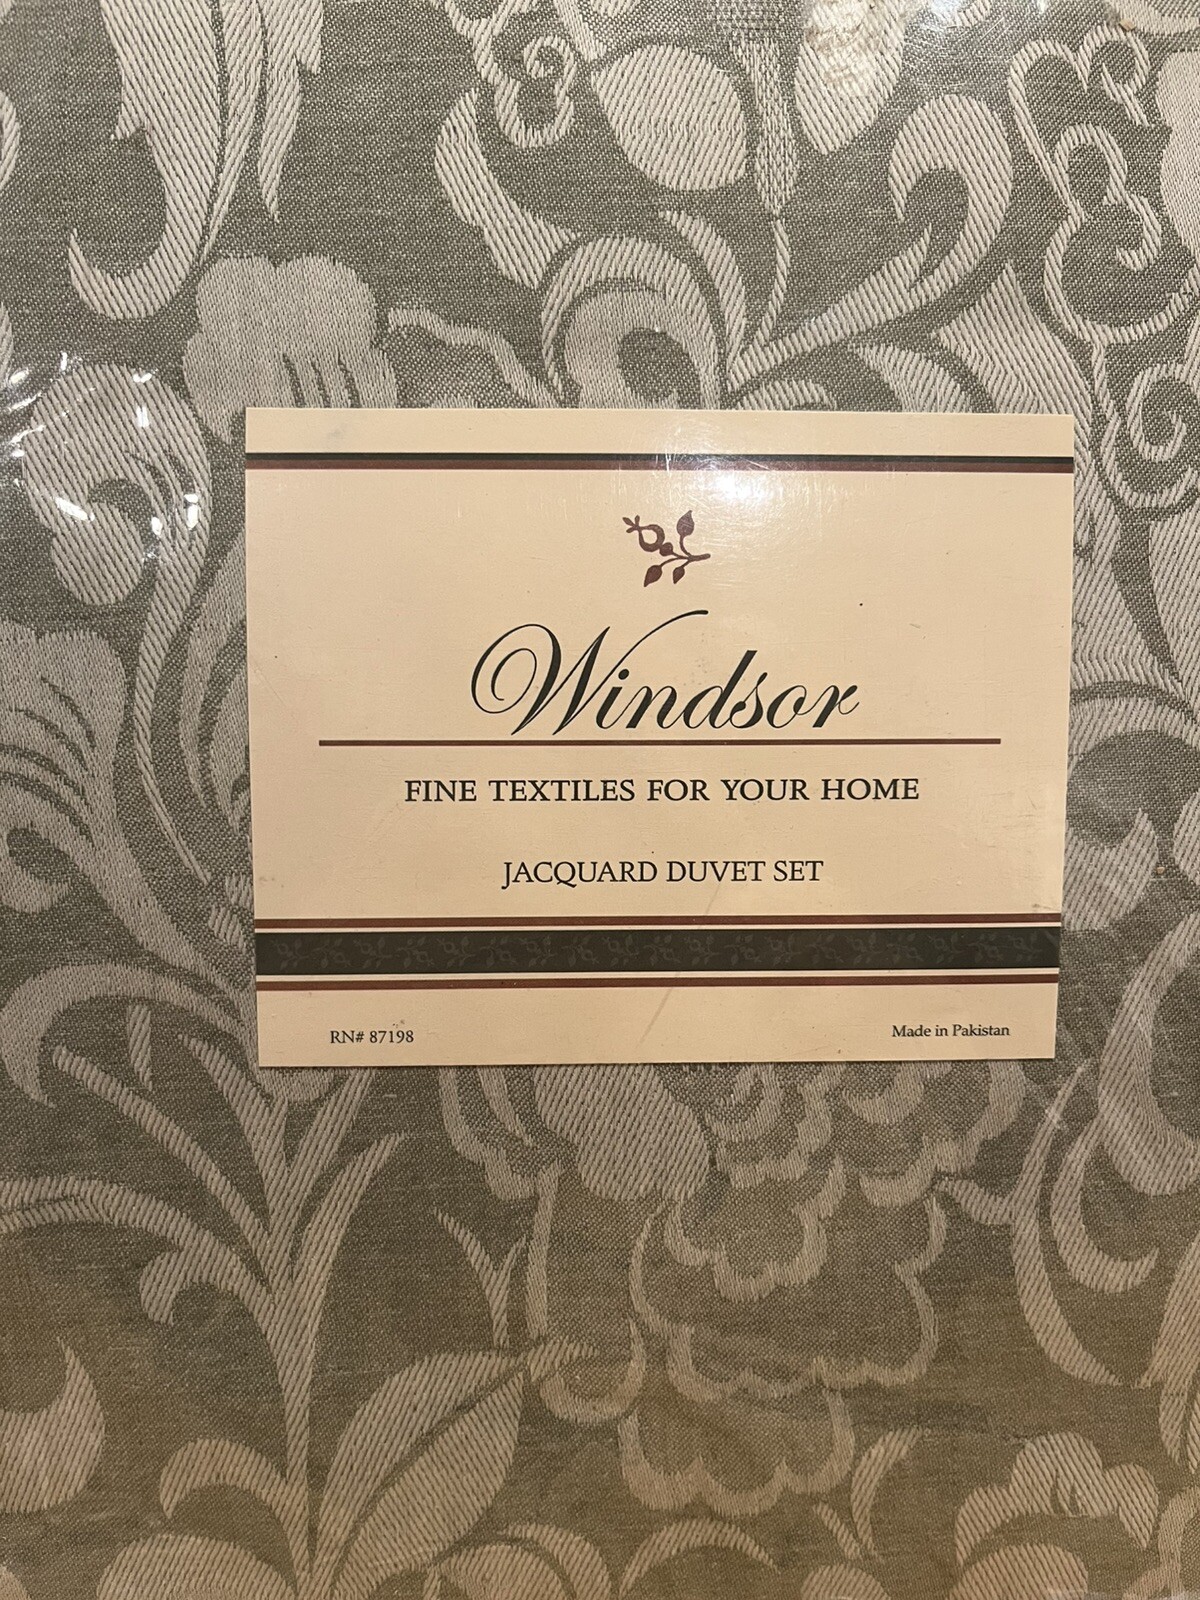 Windsor
FINE TEXTILES FOR YOUR HOME
JACQUARD DUVET SET
RN# 87198
Made in Pakistan